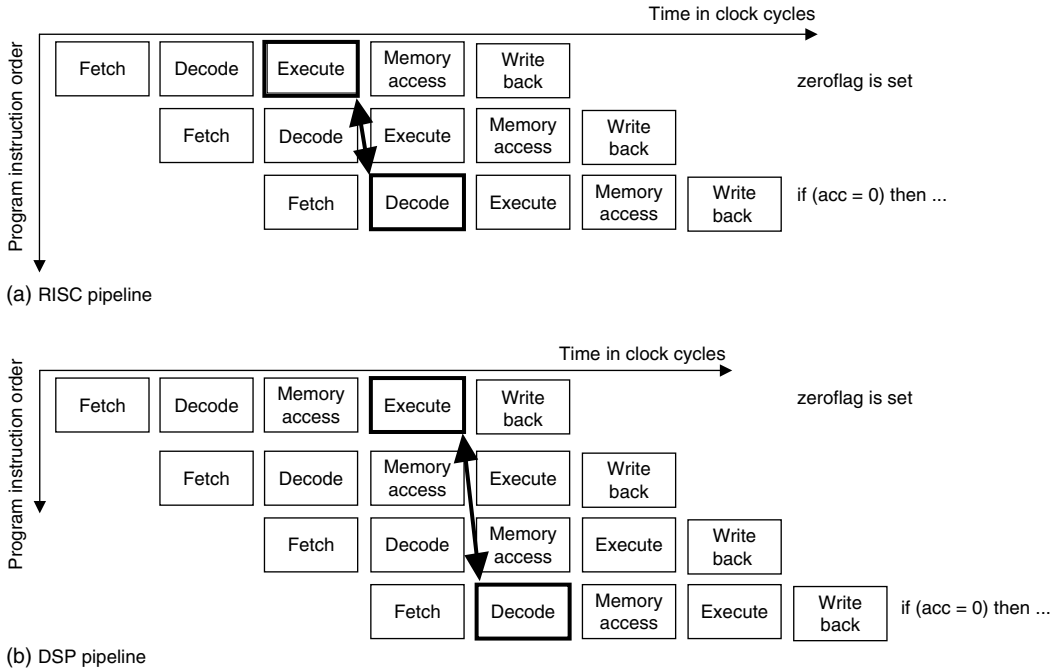 Time in clock cycles
Program instruction order
Fetch Decode Execute Memory access Write back zeroflag is set
Fetch Decode Execute Memory access Write back
Fetch Decode Execute Memory access Write back if (acc = 0) then ...
(a) RISC pipeline
Time in clock cycles
Program instruction order
Fetch Decode Memory access Execute Write back zeroflag is set
Fetch Decode Memory access Execute Write back
Fetch Decode Memory access Execute Write back
Fetch Decode Memory access Execute Write back if (acc = 0) then ...
(b) DSP pipeline